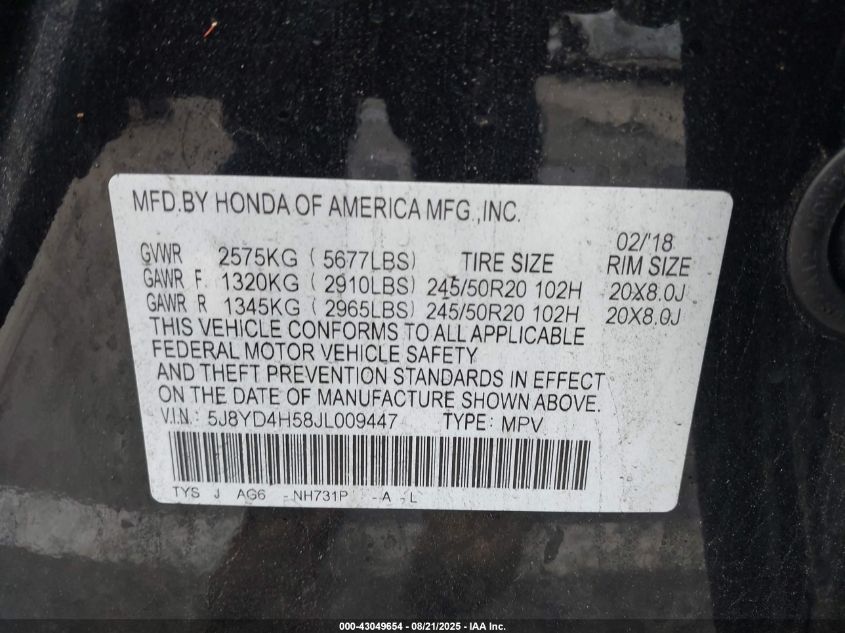 MFD.BY HONDA OF AMERICA MFG.,INC.
02/'18
GVWR 2575KG ( 5677LBS) TIRE SIZE RIM SIZE
GAWR F. 1320KG ( 2910LBS) 245/50R20 102H 20X8.0J
GAWR R 1345KG ( 2965LBS) 245/50R20 102H 20X8.0J
THIS VEHICLE CONFORMS TO ALL APPLICABLE
FEDERAL MOTOR VEHICLE SAFETY
AND THEFT PREVENTION STANDARDS IN EFFECT
ON THE DATE OF MANUFACTURE SHOWN ABOVE.
V.I.N.: 5J8YD4H58JL009447 TYPE: MPV
TYS J AG6 -NH731P -A -L
000-43049654 - 08/21/2025 - IAA Inc.